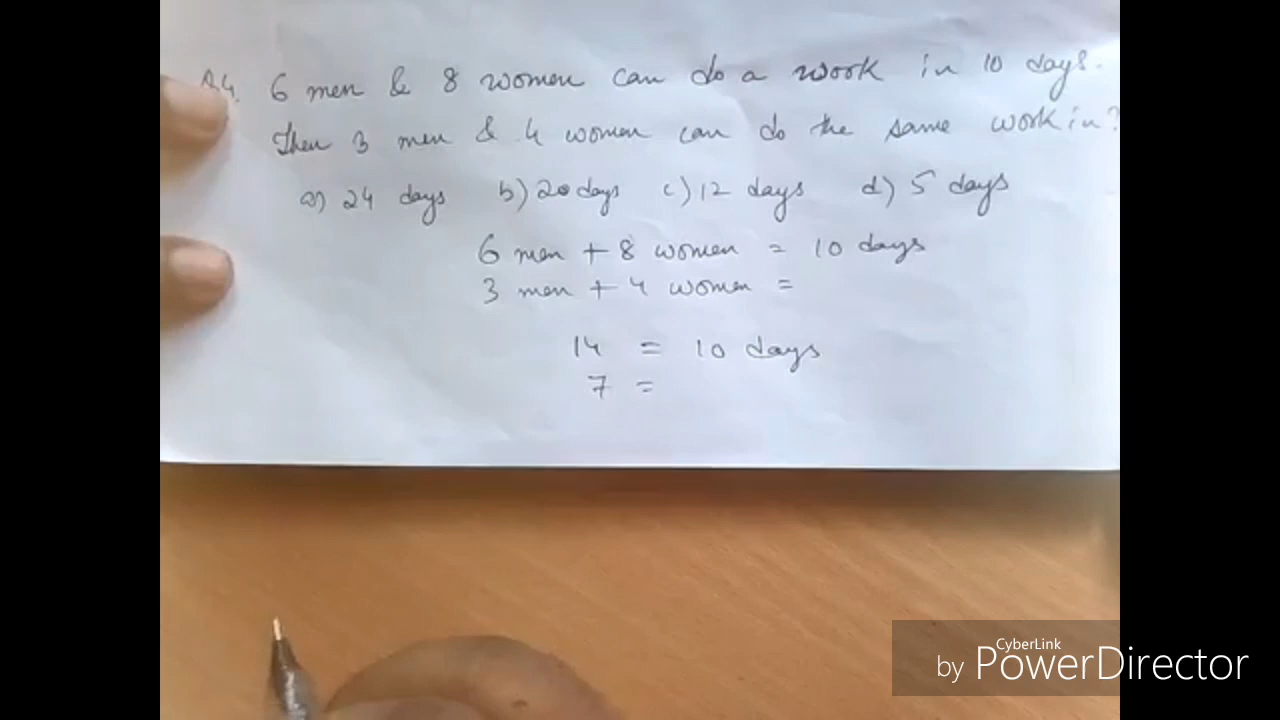 Q4. 6 men & 8 women can do a work in 10 days.
Then 3 men & 4 women can do the same work in?
a) 24 days b) 20 days c) 12 days d) 5 days
6 men + 8 women = 10 days
3 men + 4 women =
14 = 10 days
7 =
CyberLink
by PowerDirector